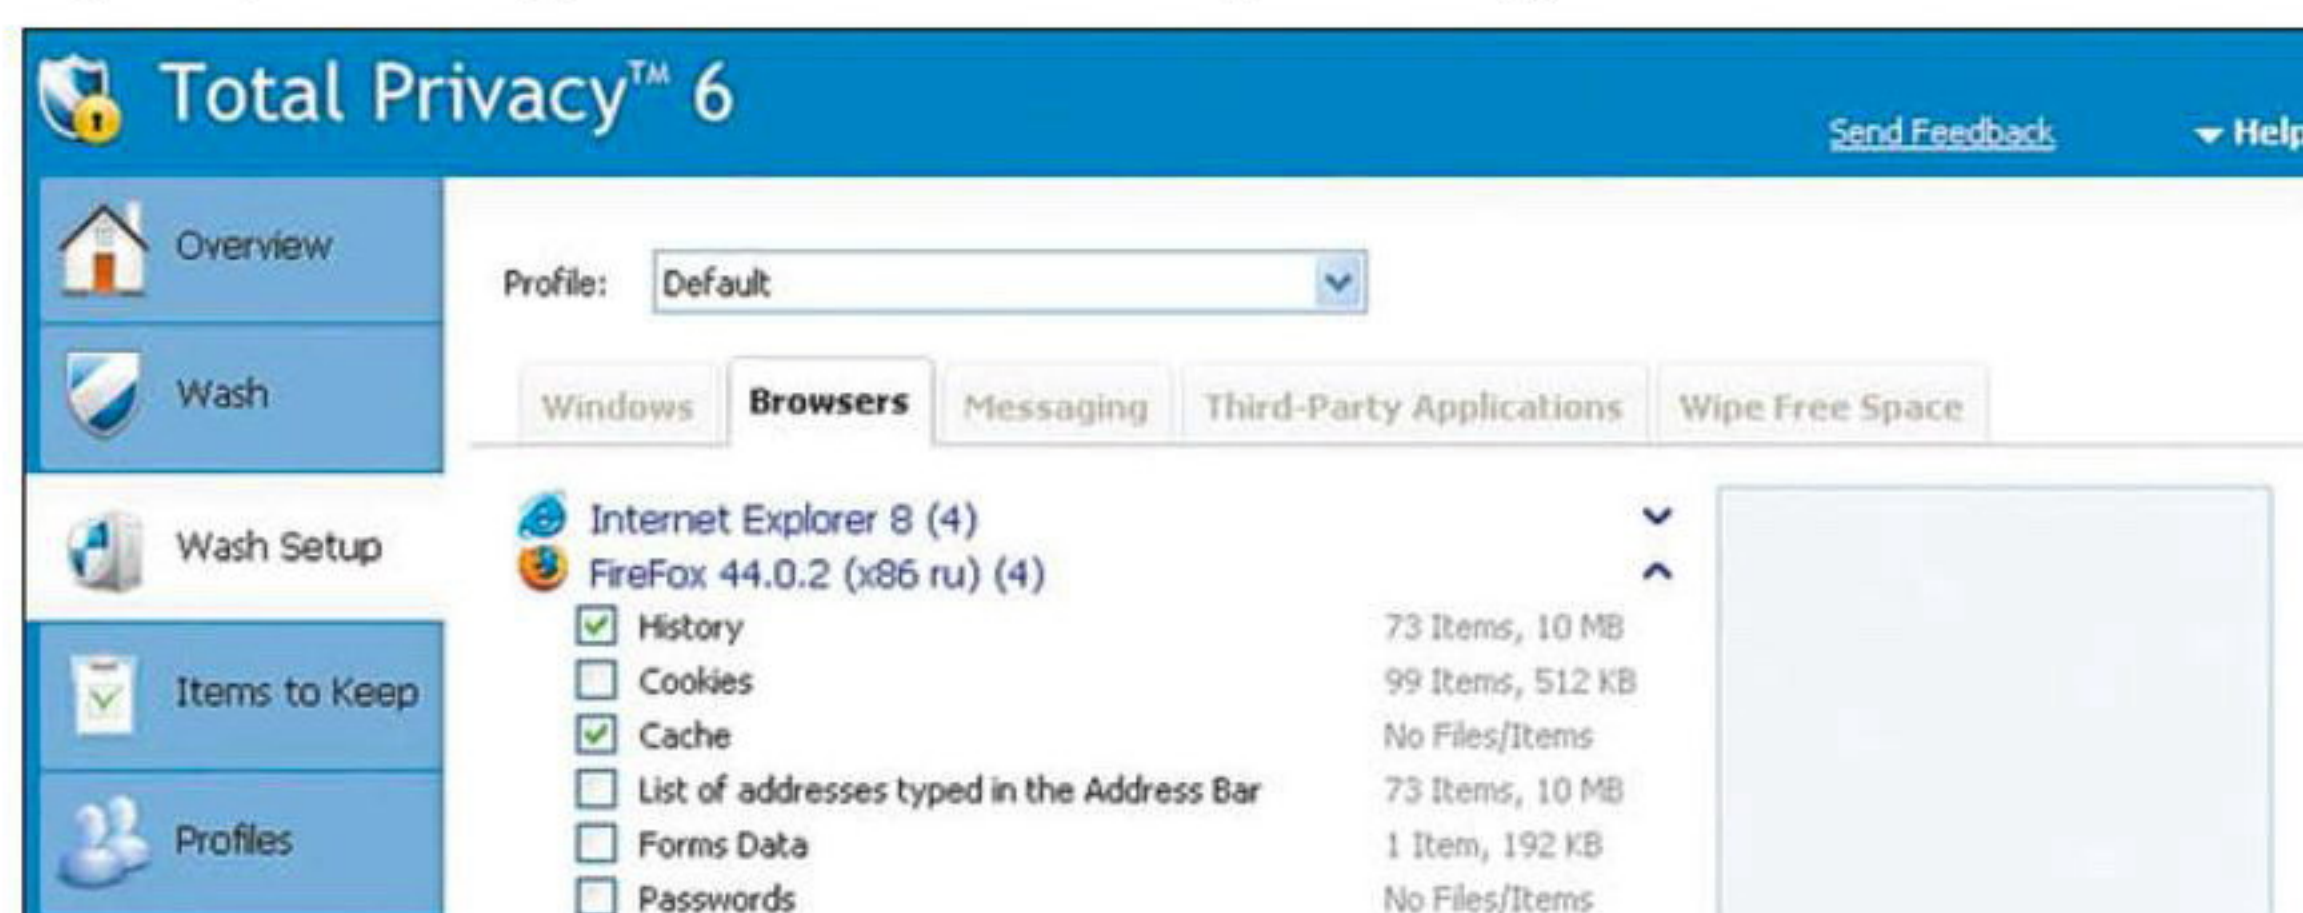 Total Privacy™ 6
Send Feedback
Help
Overview
Profile: Default
Wash
Windows Browsers Messaging Third-Party Applications Wipe Free Space
Wash Setup
Internet Explorer 8 (4)
FireFox 44.0.2 (x86 ru) (4)
History 73 Items, 10 MB
Cookies 99 Items, 512 KB
Items to Keep
Cache No Files/Items
List of addresses typed in the Address Bar 73 Items, 10 MB
Profiles
Forms Data 1 Item, 192 KB
Passwords No Files/Items